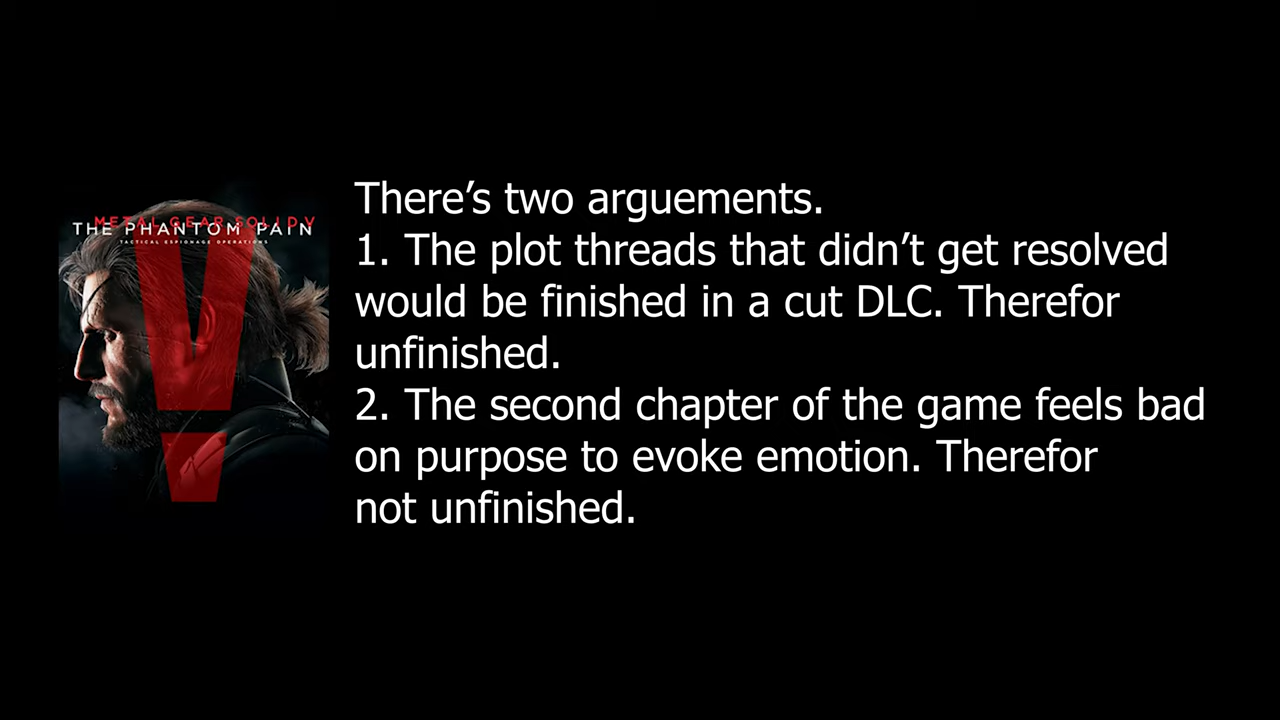 METAL GEAR SOLID V
THE PHANTOM PAIN
TACTICAL ESPIONAGE OPERATIONS
There’s two arguements.
1. The plot threads that didn’t get resolved
would be finished in a cut DLC. Therefor
unfinished.
2. The second chapter of the game feels bad
on purpose to evoke emotion. Therefor
not unfinished.